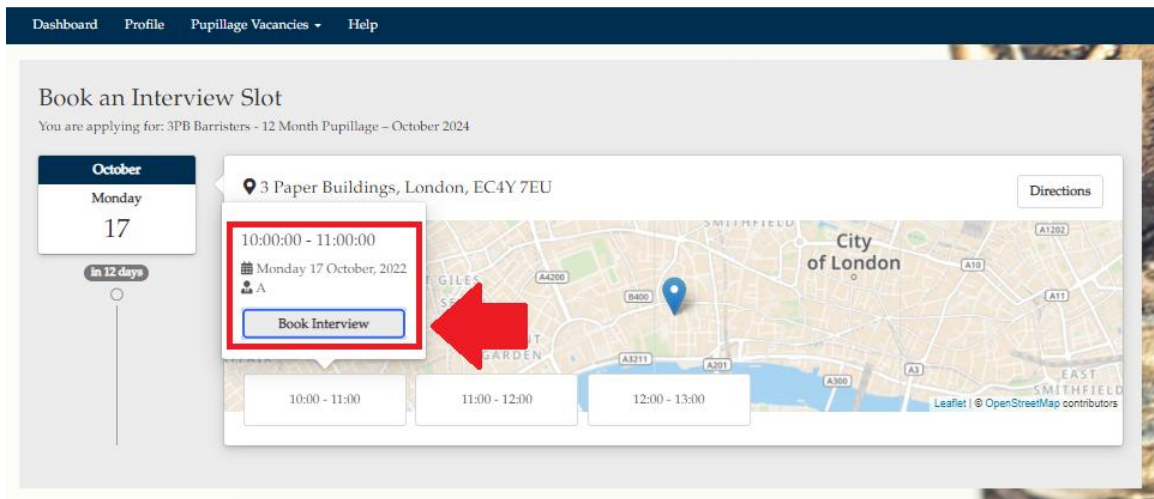 Dashboard Profile Pupillage Vacancies Help
Book an Interview Slot
You are applying for: 3PB Barristers - 12 Month Pupillage – October 2024
October
Monday
17
in 12 days
3 Paper Buildings, London, EC4Y 7EU
Directions
10:00:00 - 11:00:00
Monday 17 October, 2022
A
Book Interview
SMITHFIELD
City
of London
A1202
A10
A11
GILES
A4200
B400
GARDEN
A3211
A201
A300
A3
EAST
SMITHFIELD
10:00 - 11:00
11:00 - 12:00
12:00 - 13:00
Leaflet | © OpenStreetMap contributors